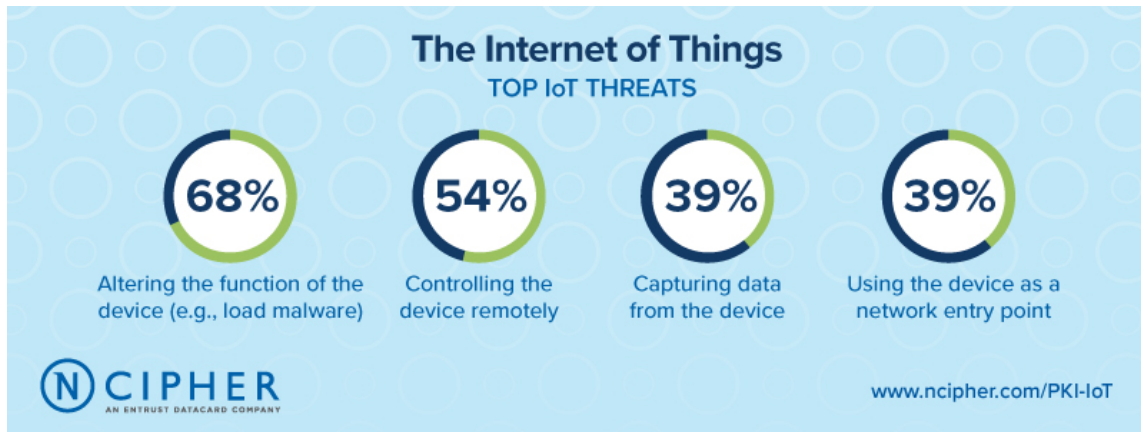 The Internet of Things
TOP IoT THREATS
68%
54%
39%
39%
Altering the function of the
device (e.g., load malware)
Controlling the
device remotely
Capturing data
from the device
Using the device as a
network entry point
N CIPHER
AN ENTRUST DATACARD COMPANY
www.ncipher.com/PKI-IoT